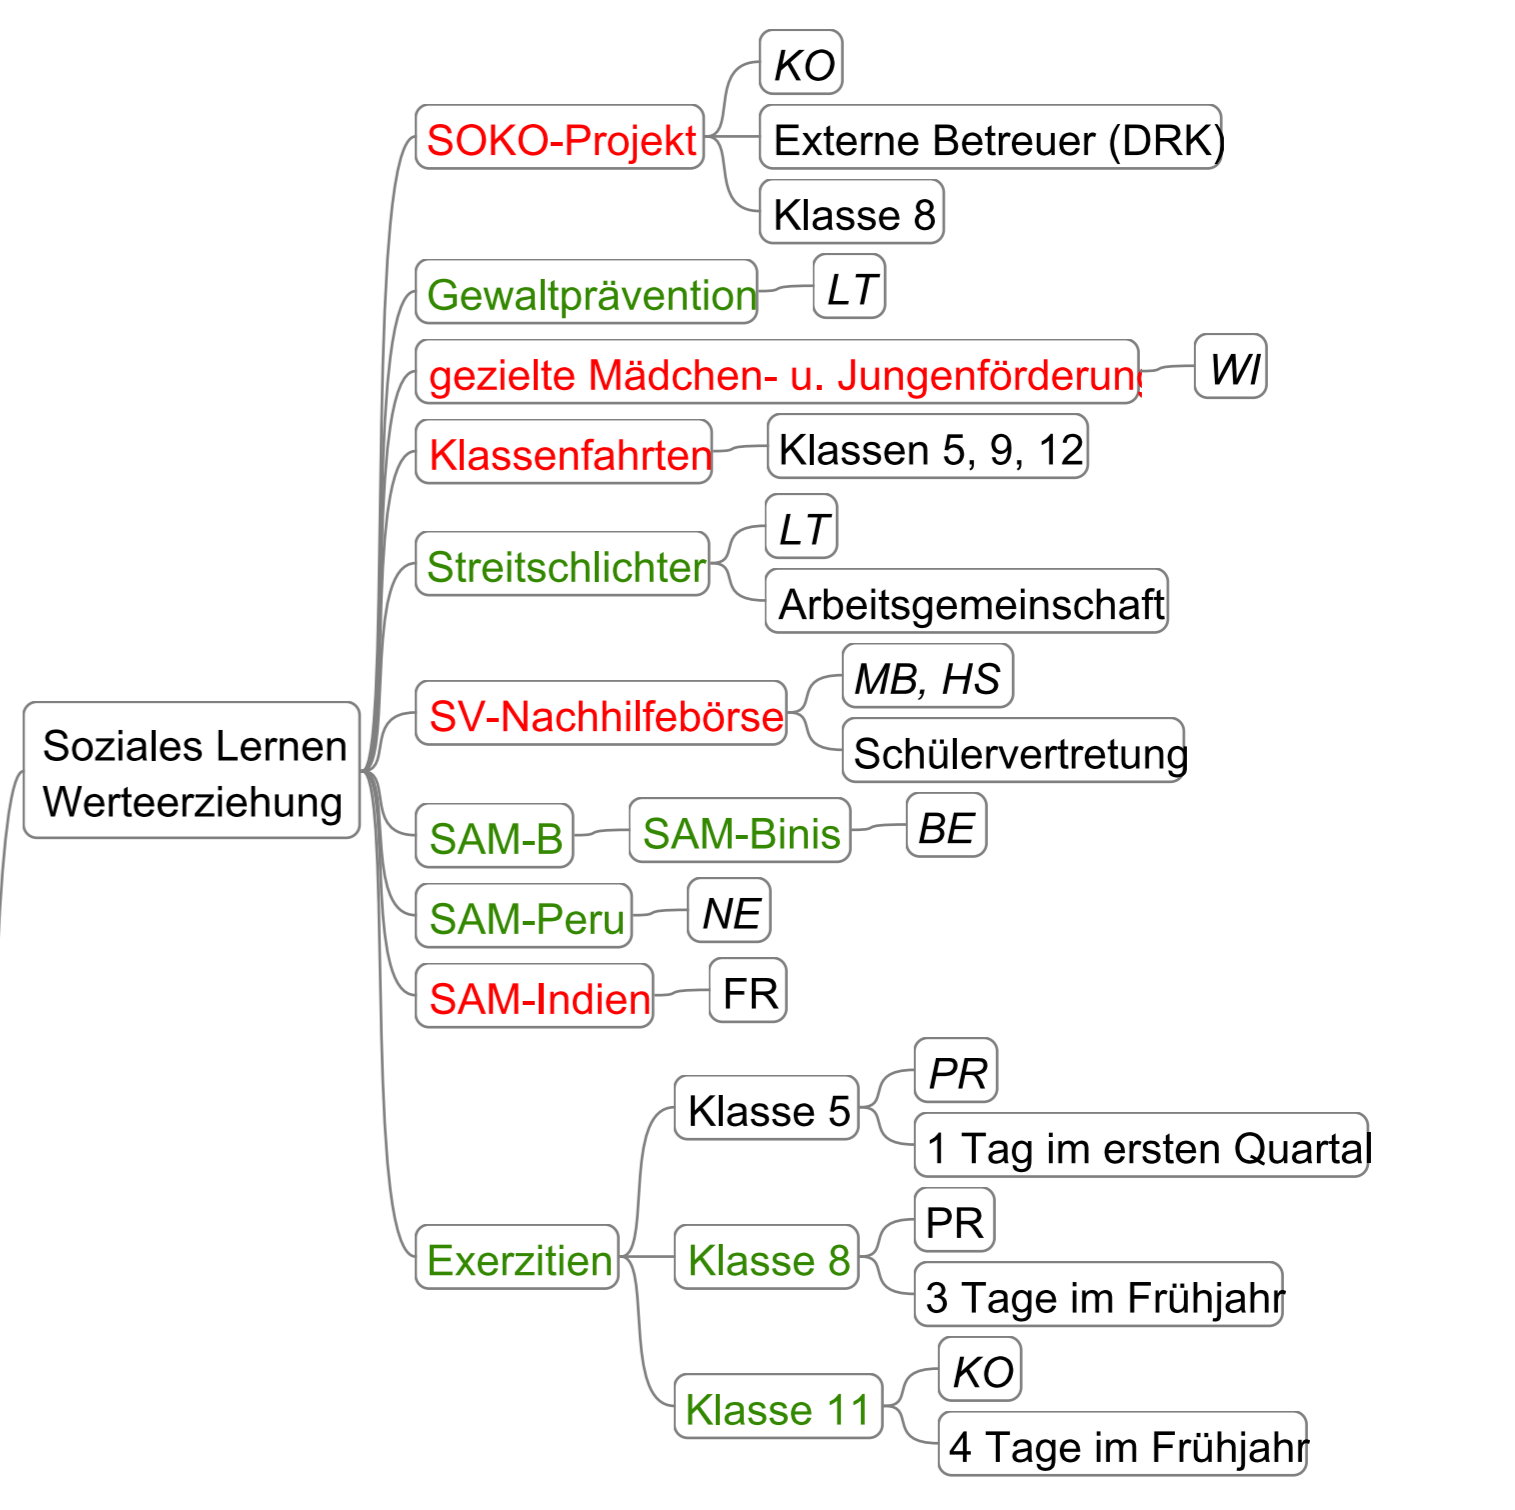 Soziales Lernen
Werteerziehung
SOKO-Projekt
KO
Externe Betreuer (DRK)
Klasse 8
Gewaltprävention
LT
gezielte Mädchen- u. Jungenförderung
WI
Klassenfahrten
Klassen 5, 9, 12
Streitschlichter
LT
Arbeitsgemeinschaft
SV-Nachhilfebörse
MB, HS
Schülervertretung
SAM-B
SAM-Binis
BE
SAM-Peru
NE
SAM-Indien
FR
Exerzitien
Klasse 5
PR
1 Tag im ersten Quartal
Klasse 8
PR
3 Tage im Frühjahr
Klasse 11
KO
4 Tage im Frühjahr